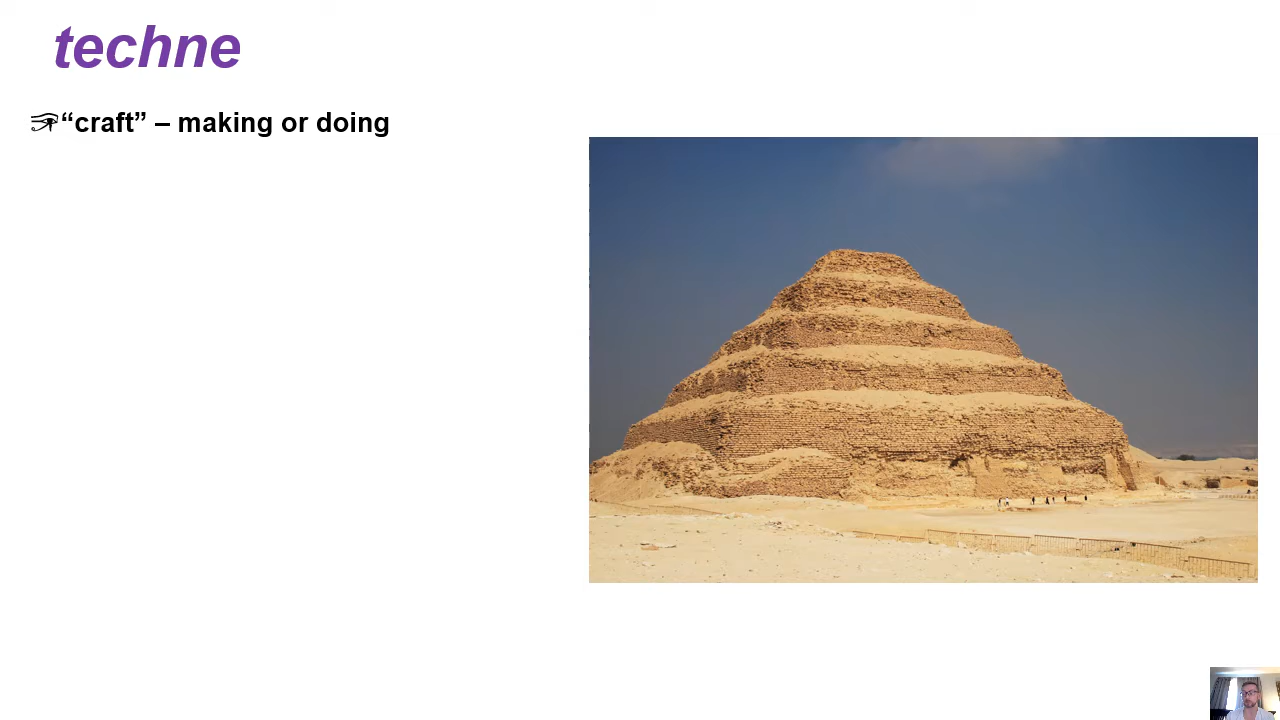 techne
“craft” – making or doing